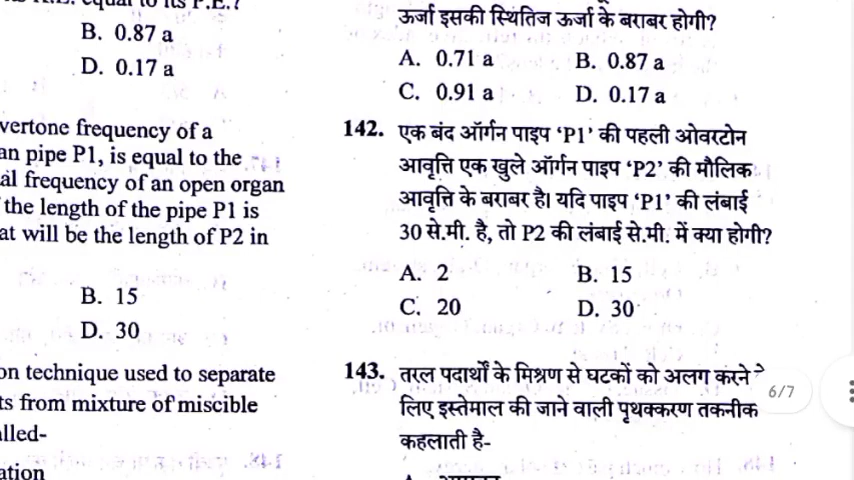 equal to its P.E.?
B. 0.87 a
D. 0.17 a
vertone frequency of a
an pipe P1, is equal to the
al frequency of an open organ
the length of the pipe P1 is
at will be the length of P2 in
B. 15
D. 30
on technique used to separate
ts from mixture of miscible
alled-
ation
ऊर्जा इसकी स्थितिज ऊर्जा के बराबर होगी?
A. 0.71 a B. 0.87 a
C. 0.91 a D. 0.17 a
142. एक बंद ऑर्गन पाइप ‘P1’ की पहली ओवरटोन
आवृत्ति एक खुले ऑर्गन पाइप ‘P2’ की मौलिक
आवृत्ति के बराबर है। यदि पाइप ‘P1’ की लंबाई
30 से.मी. है, तो P2 की लंबाई से.मी. में क्या होगी?
A. 2 B. 15
C. 20 D. 30
143. तरल पदार्थों के मिश्रण से घटकों को अलग करने
लिए इस्तेमाल की जाने वाली पृथक्करण तकनीक
कहलाती है-
6/7